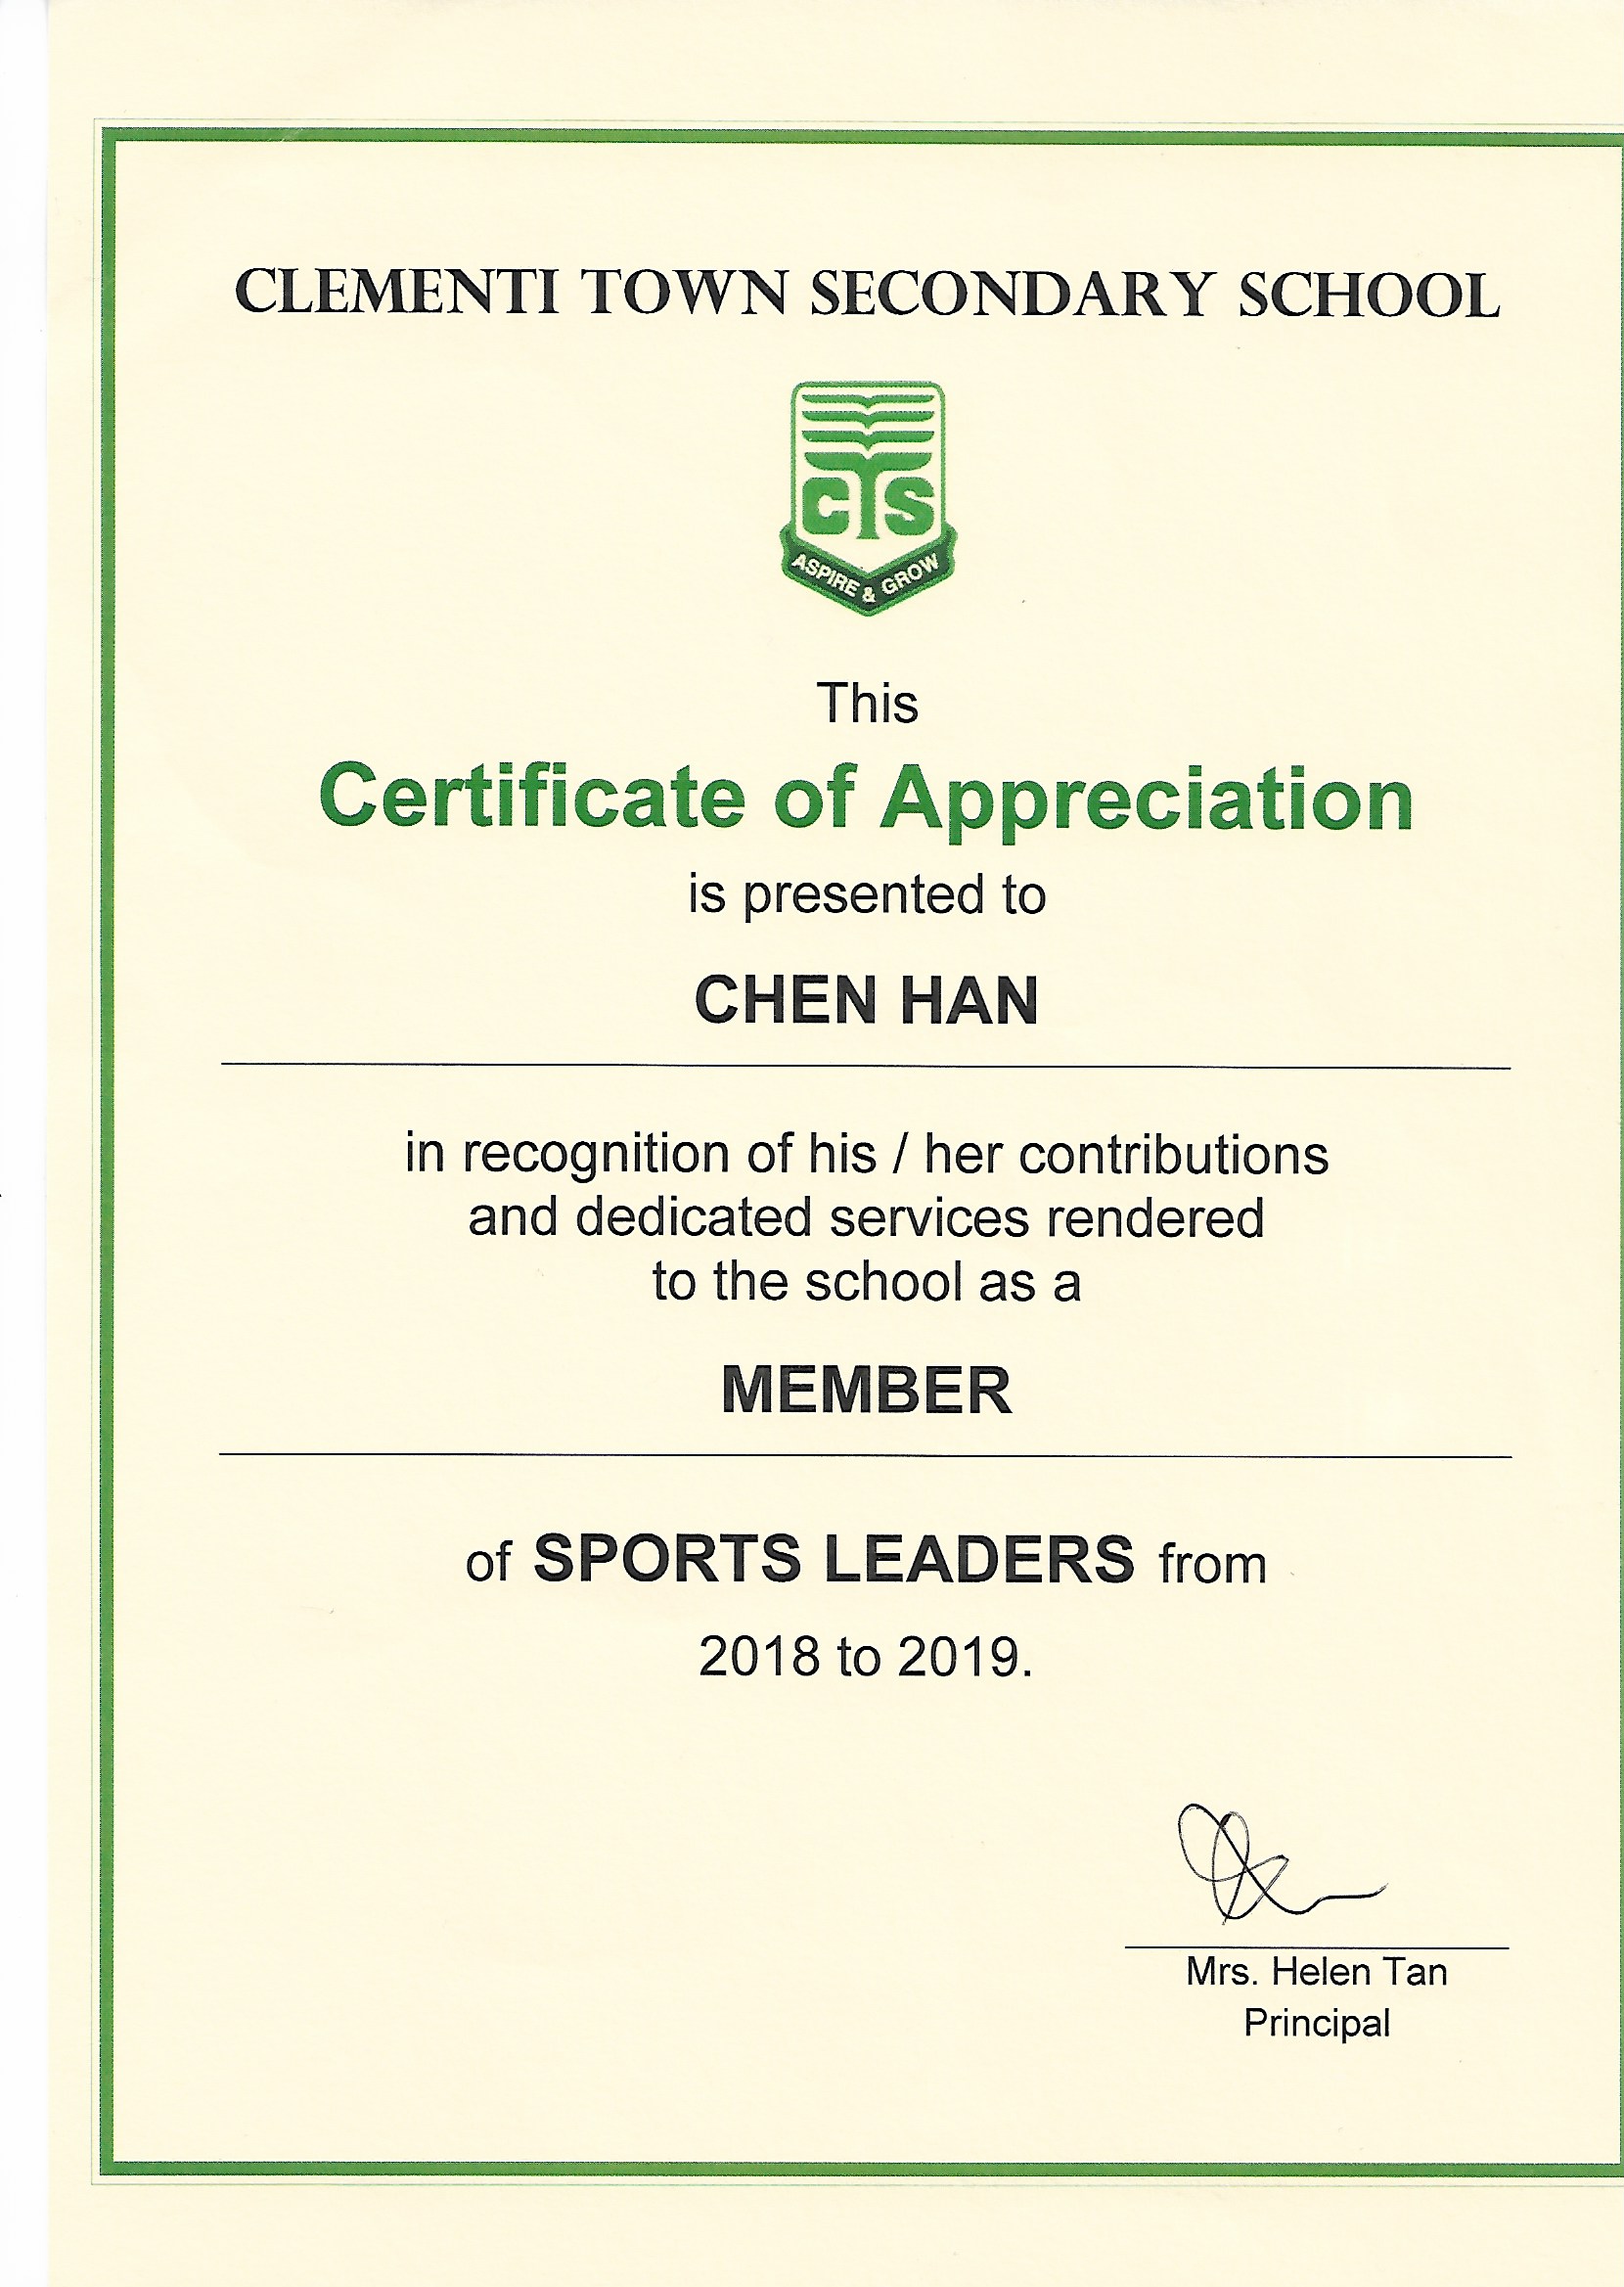 CLEMENTI TOWN SECONDARY SCHOOL
CTS
ASPIRE & GROW
This
Certificate of Appreciation
is presented to
CHEN HAN
in recognition of his / her contributions
and dedicated services rendered
to the school as a
MEMBER
of SPORTS LEADERS from
2018 to 2019.
Mrs. Helen Tan
Principal